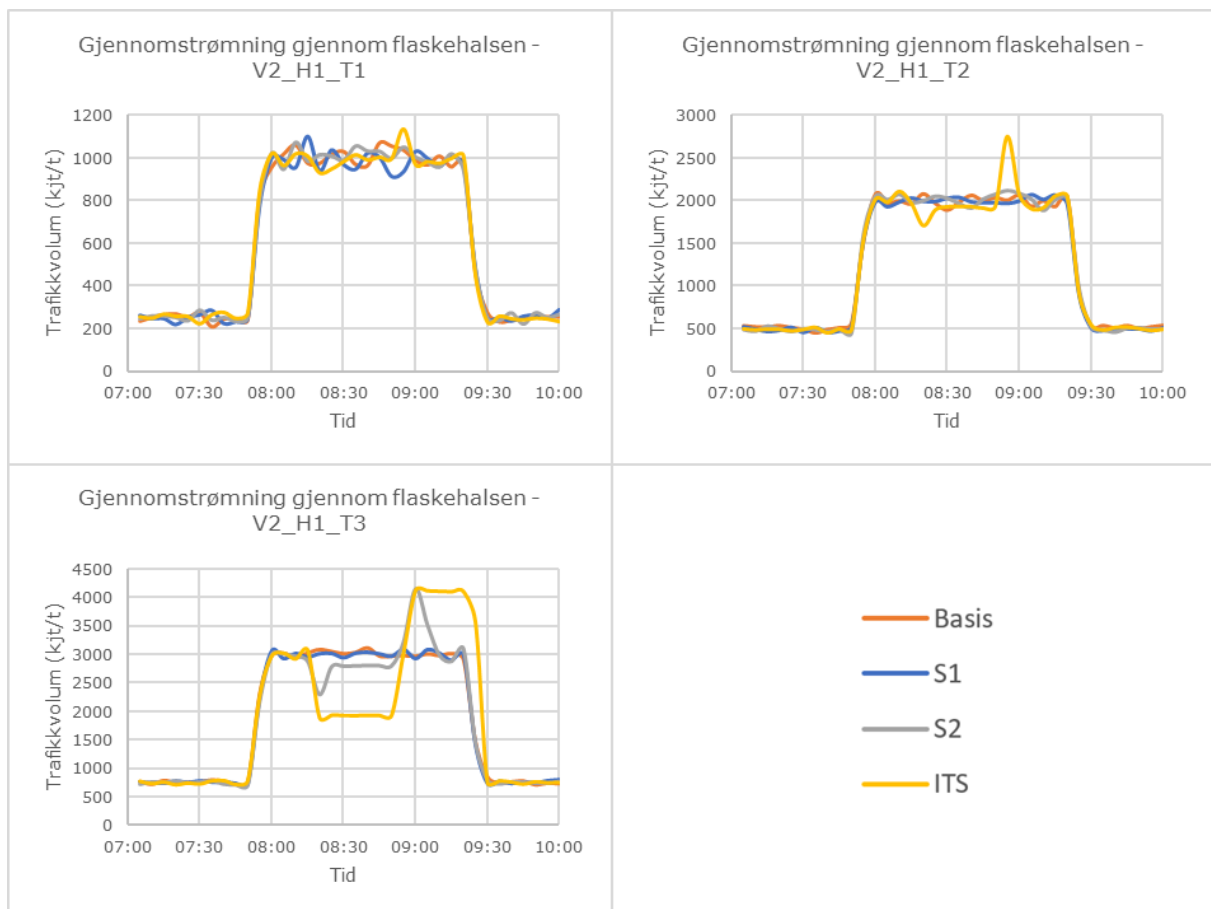 Gjennomstrømning gjennom flaskehalsen -
V2_H1_T1
Trafikkvolum (kjt/t)
1200
1000
800
600
400
200
0
07:00 07:30 08:00 08:30 09:00 09:30 10:00
Tid
Gjennomstrømning gjennom flaskehalsen -
V2_H1_T2
Trafikkvolum (kjt/t)
3000
2500
2000
1500
1000
500
0
07:00 07:30 08:00 08:30 09:00 09:30 10:00
Tid
Gjennomstrømning gjennom flaskehalsen -
V2_H1_T3
Trafikkvolum (kjt/t)
4500
4000
3500
3000
2500
2000
1500
1000
500
0
07:00 07:30 08:00 08:30 09:00 09:30 10:00
Tid
Basis
S1
S2
ITS